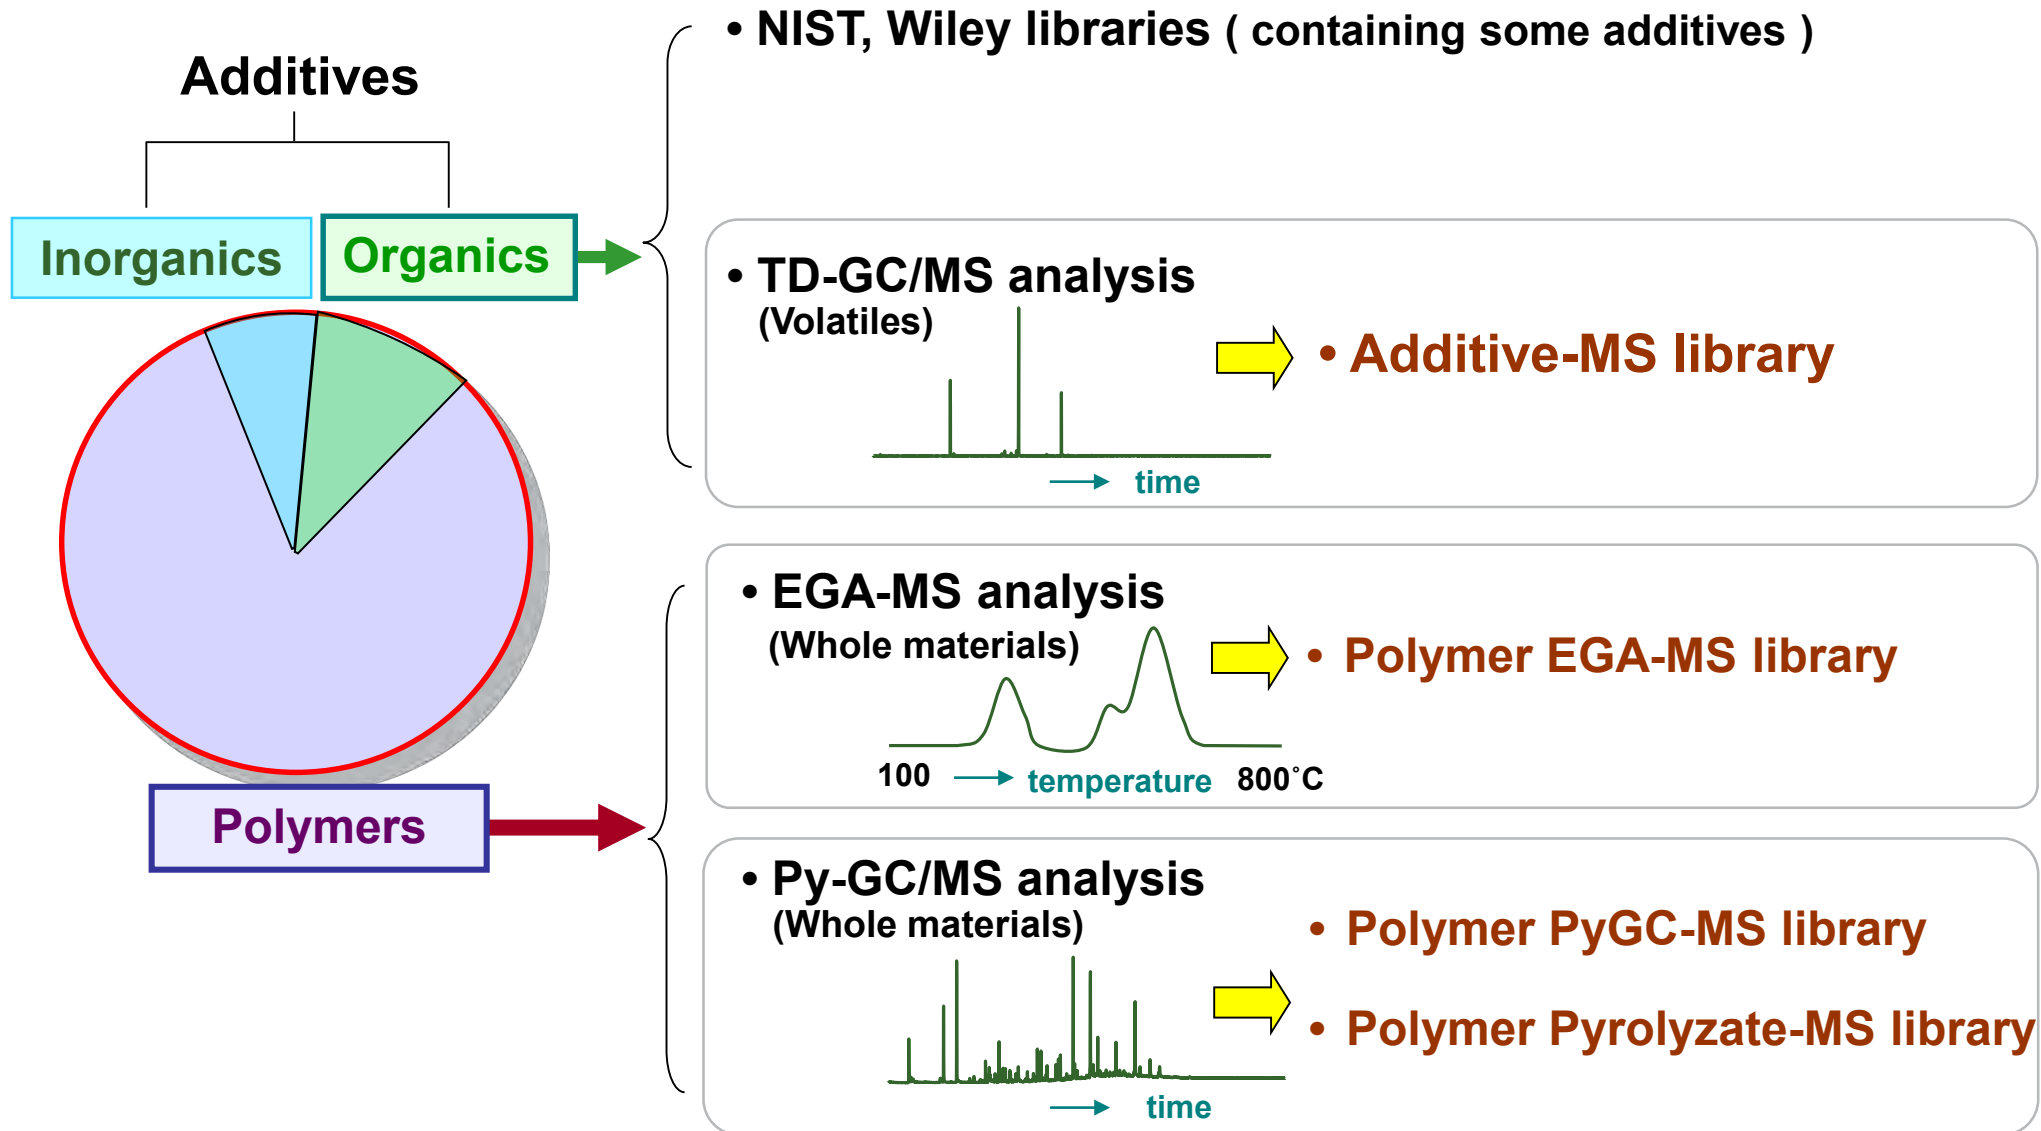 Additives
Inorganics
Organics
Polymers
• NIST, Wiley libraries ( containing some additives )
• TD-GC/MS analysis
(Volatiles)
time
• Additive-MS library
• EGA-MS analysis
(Whole materials)
100
temperature
800˚C
• Polymer EGA-MS library
• Py-GC/MS analysis
(Whole materials)
time
• Polymer PyGC-MS library
• Polymer Pyrolyzate-MS library